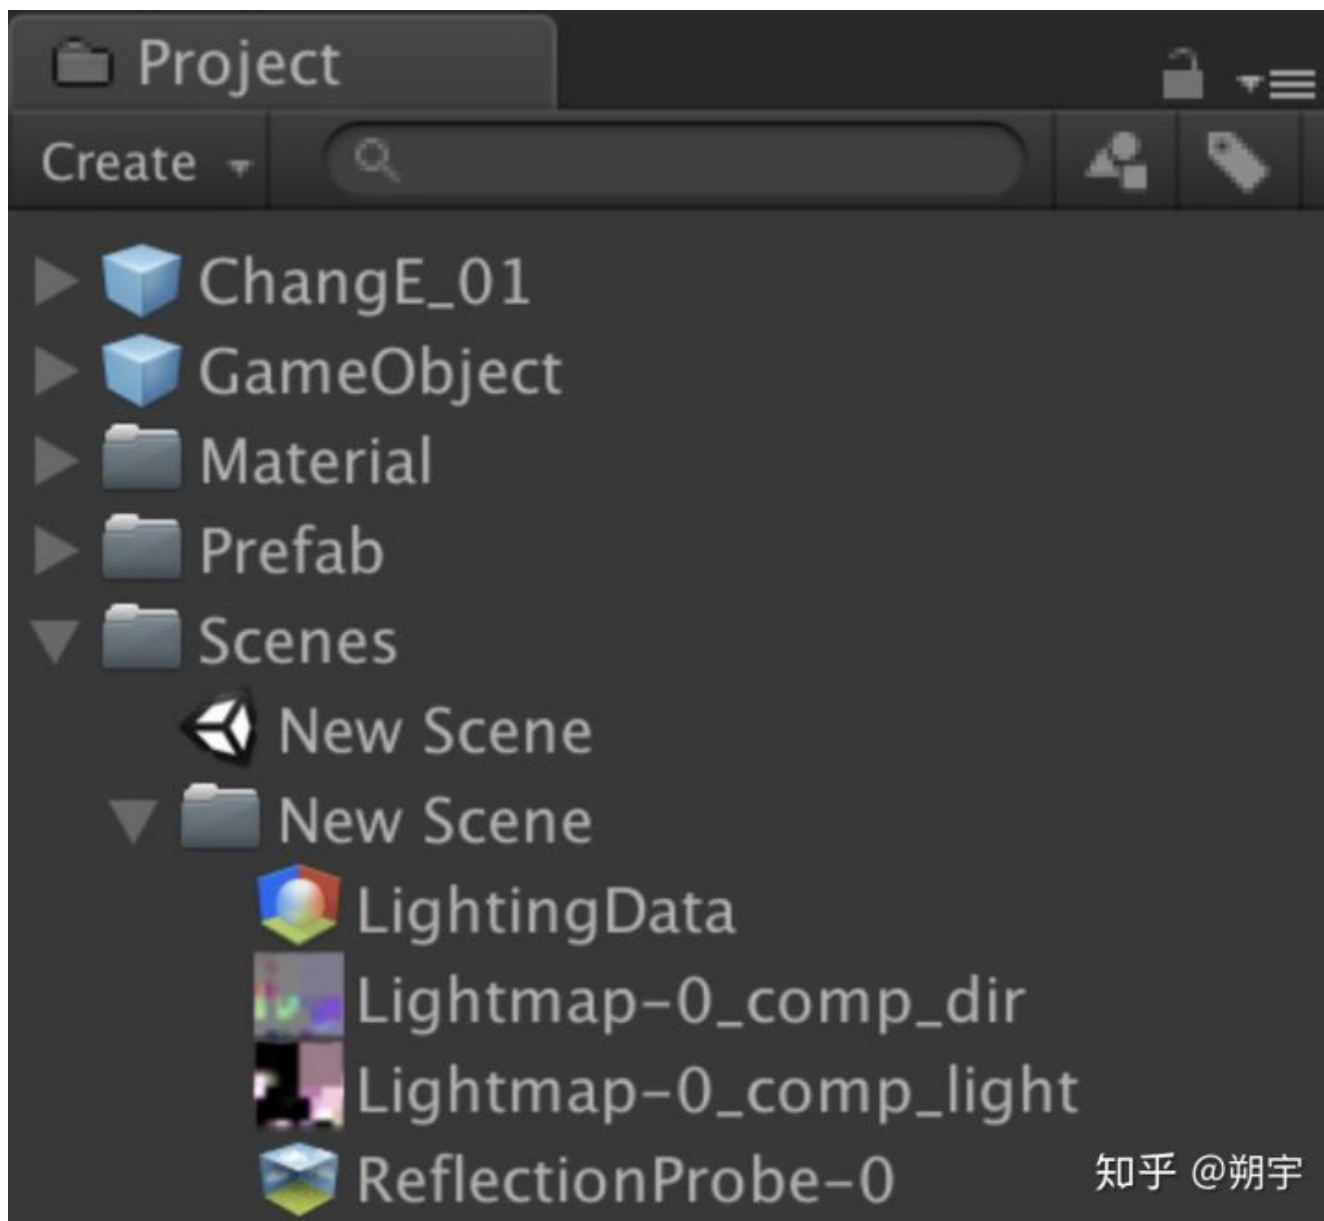 Project
Create
ChangE_01
GameObject
Material
Prefab
Scenes
New Scene
New Scene
LightingData
Lightmap-0_comp_dir
Lightmap-0_comp_light
ReflectionProbe-0
知乎 @朔宇